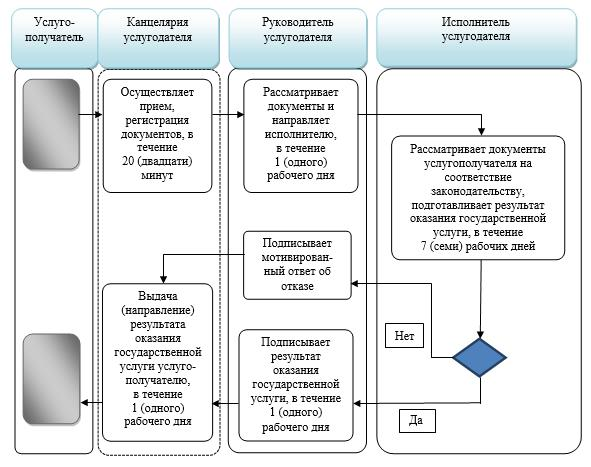 Услуго-
получатель
Канцелярия
услугодателя
Руководитель
услугодателя
Исполнитель
услугодателя
Осуществляет
прием,
регистрация
документов, в
течение
20 (двадцати)
минут
Рассматривает
документы и
направляет
исполнителю,
в течение
1 (одного)
рабочего дня
Рассматривает документы
услугополучателя на
соответствие
законодательству,
подготавливает результат
оказания государственной
услуги, в течение
7 (семи) рабочих дней
Подписывает
мотивирован-
ный ответ об
отказе
Нет
Выдача
(направление)
результата
оказания
государственной
услуги услуго-
получателю,
в течение
1 (одного)
рабочего дня
Подписывает
результат
оказания
государственной
услуги, в течение
1 (одного)
рабочего дня
Да